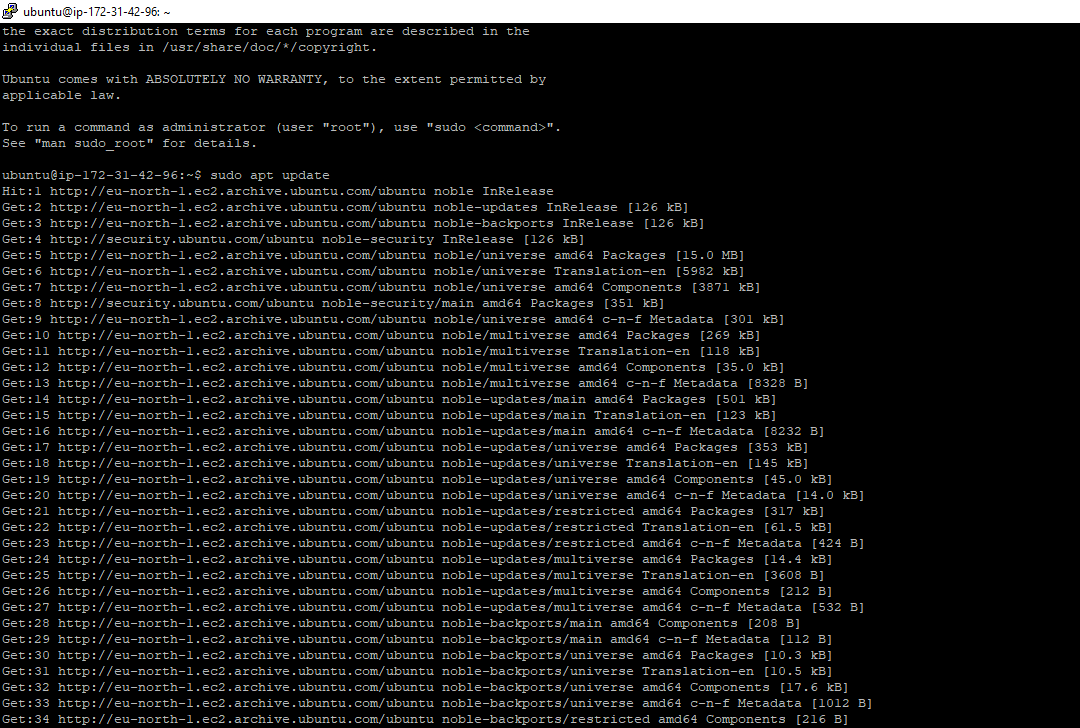 ubuntu@ip-172-31-42-96: ~
the exact distribution terms for each program are described in the
individual files in /usr/share/doc/*/copyright.
Ubuntu comes with ABSOLUTELY NO WARRANTY, to the extent permitted by
applicable law.
To run a command as administrator (user "root"), use "sudo <command>".
See "man sudo_root" for details.
ubuntu@ip-172-31-42-96:~$ sudo apt update
Hit:1 http://eu-north-1.ec2.archive.ubuntu.com/ubuntu noble InRelease
Get:2 http://eu-north-1.ec2.archive.ubuntu.com/ubuntu noble-updates InRelease [126 kB]
Get:3 http://eu-north-1.ec2.archive.ubuntu.com/ubuntu noble-backports InRelease [126 kB]
Get:4 http://security.ubuntu.com/ubuntu noble-security InRelease [126 kB]
Get:5 http://eu-north-1.ec2.archive.ubuntu.com/ubuntu noble/universe amd64 Packages [15.0 MB]
Get:6 http://eu-north-1.ec2.archive.ubuntu.com/ubuntu noble/universe Translation-en [5982 kB]
Get:7 http://eu-north-1.ec2.archive.ubuntu.com/ubuntu noble/universe amd64 Components [3871 kB]
Get:8 http://security.ubuntu.com/ubuntu noble-security/main amd64 Packages [351 kB]
Get:9 http://eu-north-1.ec2.archive.ubuntu.com/ubuntu noble/universe amd64 c-n-f Metadata [301 kB]
Get:10 http://eu-north-1.ec2.archive.ubuntu.com/ubuntu noble/multiverse amd64 Packages [269 kB]
Get:11 http://eu-north-1.ec2.archive.ubuntu.com/ubuntu noble/multiverse Translation-en [118 kB]
Get:12 http://eu-north-1.ec2.archive.ubuntu.com/ubuntu noble/multiverse amd64 Components [35.0 kB]
Get:13 http://eu-north-1.ec2.archive.ubuntu.com/ubuntu noble/multiverse amd64 c-n-f Metadata [8328 B]
Get:14 http://eu-north-1.ec2.archive.ubuntu.com/ubuntu noble-updates/main amd64 Packages [501 kB]
Get:15 http://eu-north-1.ec2.archive.ubuntu.com/ubuntu noble-updates/main Translation-en [123 kB]
Get:16 http://eu-north-1.ec2.archive.ubuntu.com/ubuntu noble-updates/main amd64 c-n-f Metadata [8232 B]
Get:17 http://eu-north-1.ec2.archive.ubuntu.com/ubuntu noble-updates/universe amd64 Packages [353 kB]
Get:18 http://eu-north-1.ec2.archive.ubuntu.com/ubuntu noble-updates/universe Translation-en [145 kB]
Get:19 http://eu-north-1.ec2.archive.ubuntu.com/ubuntu noble-updates/universe amd64 Components [45.0 kB]
Get:20 http://eu-north-1.ec2.archive.ubuntu.com/ubuntu noble-updates/universe amd64 c-n-f Metadata [14.0 kB]
Get:21 http://eu-north-1.ec2.archive.ubuntu.com/ubuntu noble-updates/restricted amd64 Packages [317 kB]
Get:22 http://eu-north-1.ec2.archive.ubuntu.com/ubuntu noble-updates/restricted Translation-en [61.5 kB]
Get:23 http://eu-north-1.ec2.archive.ubuntu.com/ubuntu noble-updates/restricted amd64 c-n-f Metadata [424 B]
Get:24 http://eu-north-1.ec2.archive.ubuntu.com/ubuntu noble-updates/multiverse amd64 Packages [14.4 kB]
Get:25 http://eu-north-1.ec2.archive.ubuntu.com/ubuntu noble-updates/multiverse Translation-en [3608 B]
Get:26 http://eu-north-1.ec2.archive.ubuntu.com/ubuntu noble-updates/multiverse amd64 Components [212 B]
Get:27 http://eu-north-1.ec2.archive.ubuntu.com/ubuntu noble-updates/multiverse amd64 c-n-f Metadata [532 B]
Get:28 http://eu-north-1.ec2.archive.ubuntu.com/ubuntu noble-backports/main amd64 Components [208 B]
Get:29 http://eu-north-1.ec2.archive.ubuntu.com/ubuntu noble-backports/main amd64 c-n-f Metadata [112 B]
Get:30 http://eu-north-1.ec2.archive.ubuntu.com/ubuntu noble-backports/universe amd64 Packages [10.3 kB]
Get:31 http://eu-north-1.ec2.archive.ubuntu.com/ubuntu noble-backports/universe Translation-en [10.5 kB]
Get:32 http://eu-north-1.ec2.archive.ubuntu.com/ubuntu noble-backports/universe amd64 Components [17.6 kB]
Get:33 http://eu-north-1.ec2.archive.ubuntu.com/ubuntu noble-backports/universe amd64 c-n-f Metadata [1012 B]
Get:34 http://eu-north-1.ec2.archive.ubuntu.com/ubuntu noble-backports/restricted amd64 Components [216 B]